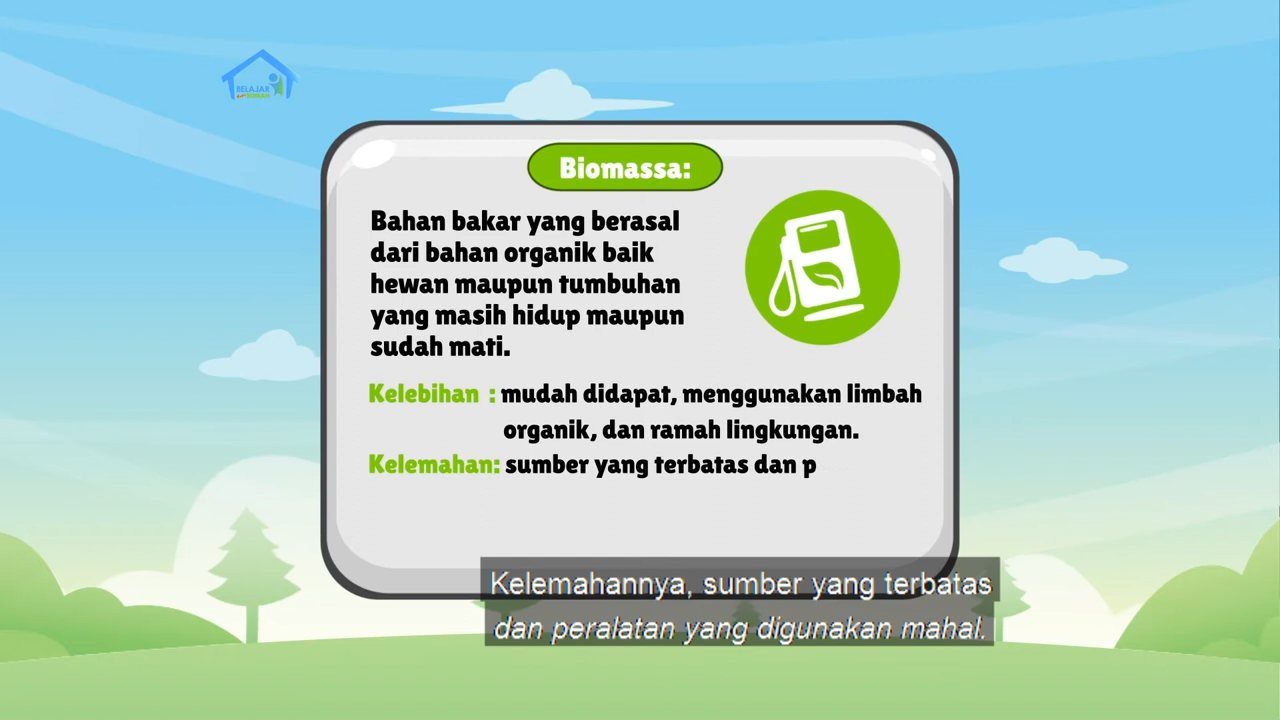 BELAJAR
dari RUMAH
Biomassa:
Bahan bakar yang berasal
dari bahan organik baik
hewan maupun tumbuhan
yang masih hidup maupun
sudah mati.
Kelebihan : mudah didapat, menggunakan limbah
organik, dan ramah lingkungan.
Kelemahan: sumber yang terbatas dan p
Kelemahannya, sumber yang terbatas
dan peralatan yang digunakan mahal.